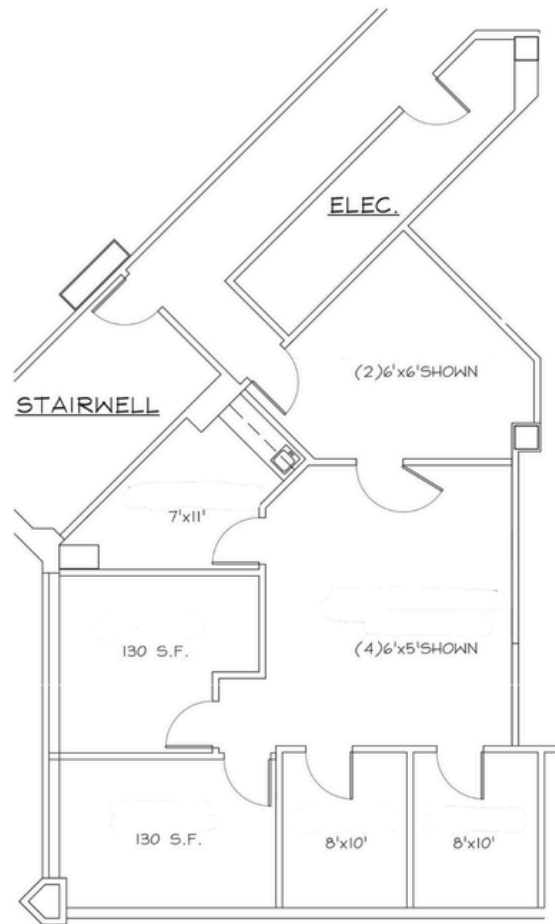 ELEC.
(2)6'x6'SHOWN
STAIRWELL
7'x11'
130 S.F.
(4)6'x5'SHOWN
130 S.F.
8'x10'
8'x10'